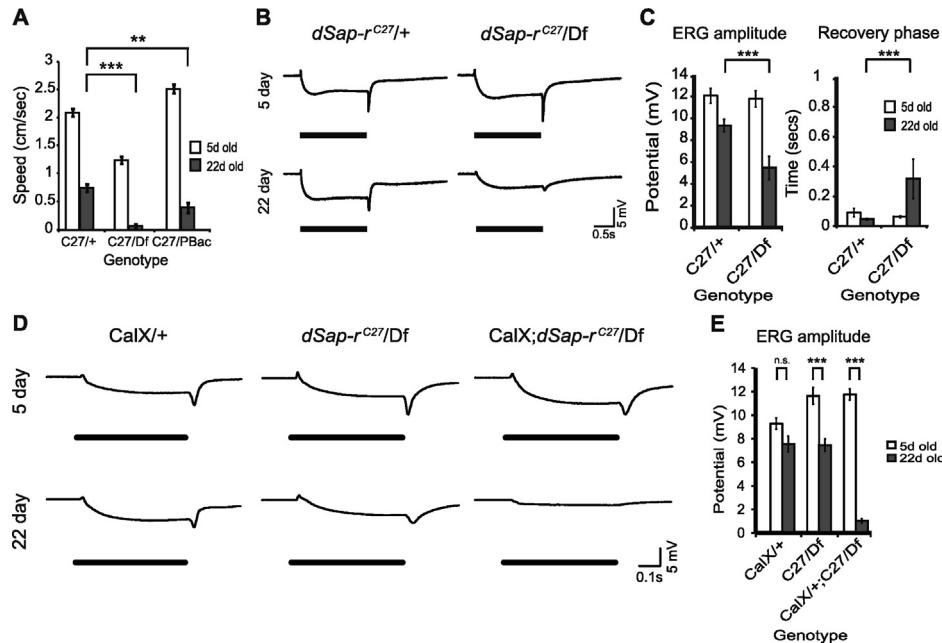 A
**
***
Speed (cm/sec)
3
2.5
2
1.5
1
0.5
0
5d old
22d old
C27/+ C27/Df C27/PBac
Genotype
B
dSap-r^C27/+ dSap-r^C27/Df
5 day
22 day
5 mV
0.5s
C
ERG amplitude
***
Potential (mV)
14
12
10
8
6
4
2
0
C27/+
C27/Df
Genotype
Recovery phase
***
Time (secs)
1
0.8
0.6
0.4
0.2
0
5d old
22d old
C27/+
C27/Df
Genotype
D
CalX/+ dSap-r^C27/Df CalX;dSap-r^C27/Df
5 day
22 day
5 mV
0.1s
E
ERG amplitude
n.s. *** ***
Potential (mV)
14
12
10
8
6
4
2
0
5d old
22d old
CalX/+
C27/Df
CalX/+;C27/Df
Genotype